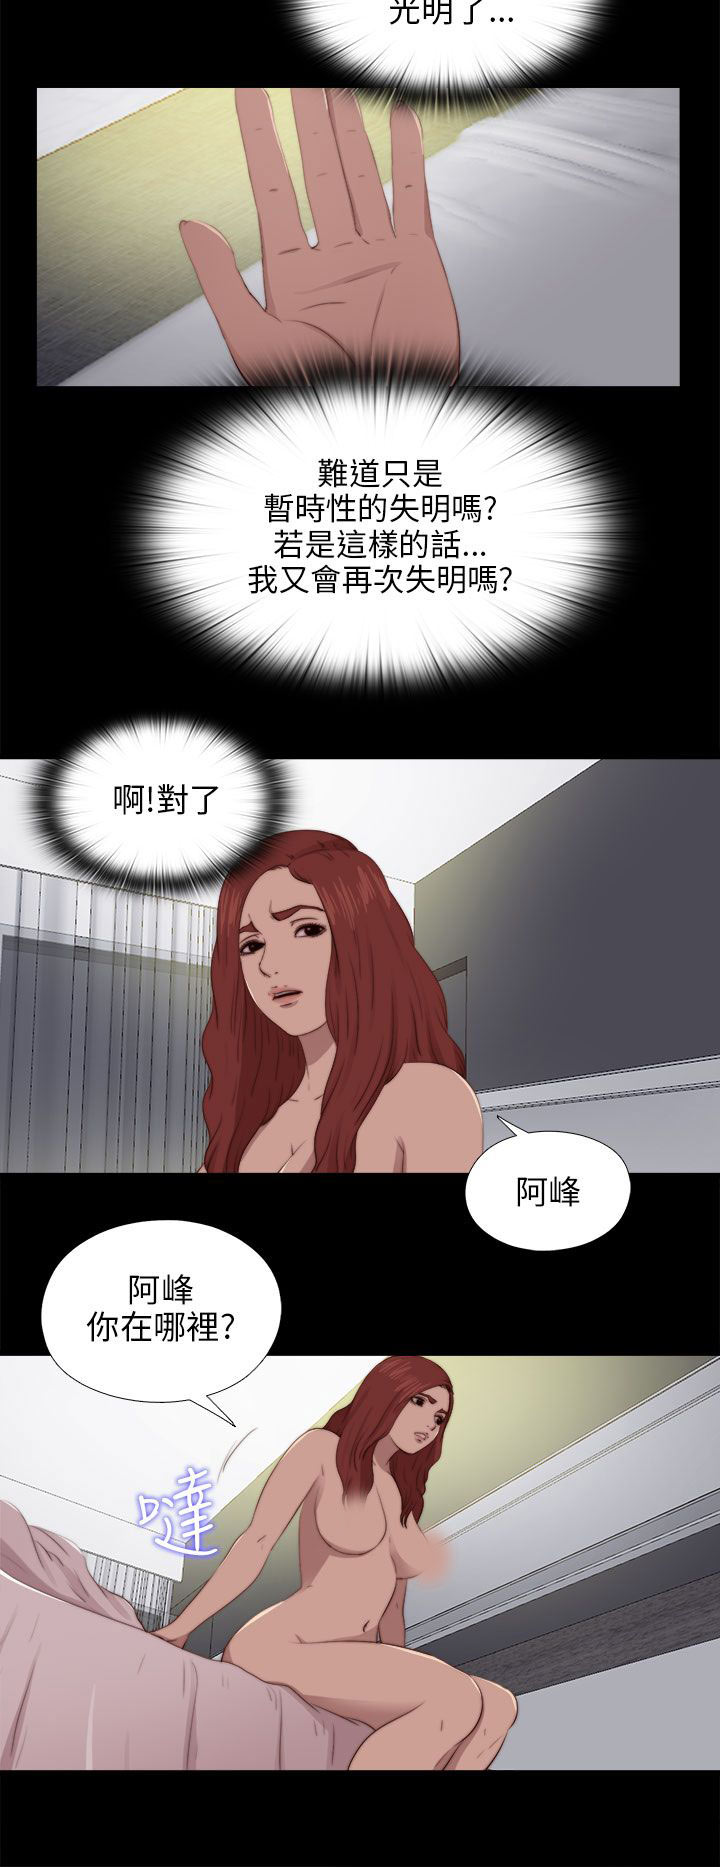 光明了...
難道只是
暫時性的失明嗎?
若是這樣的話...
我又會再次失明嗎?
啊!對了
阿峰
阿峰
你在哪裡?
噠